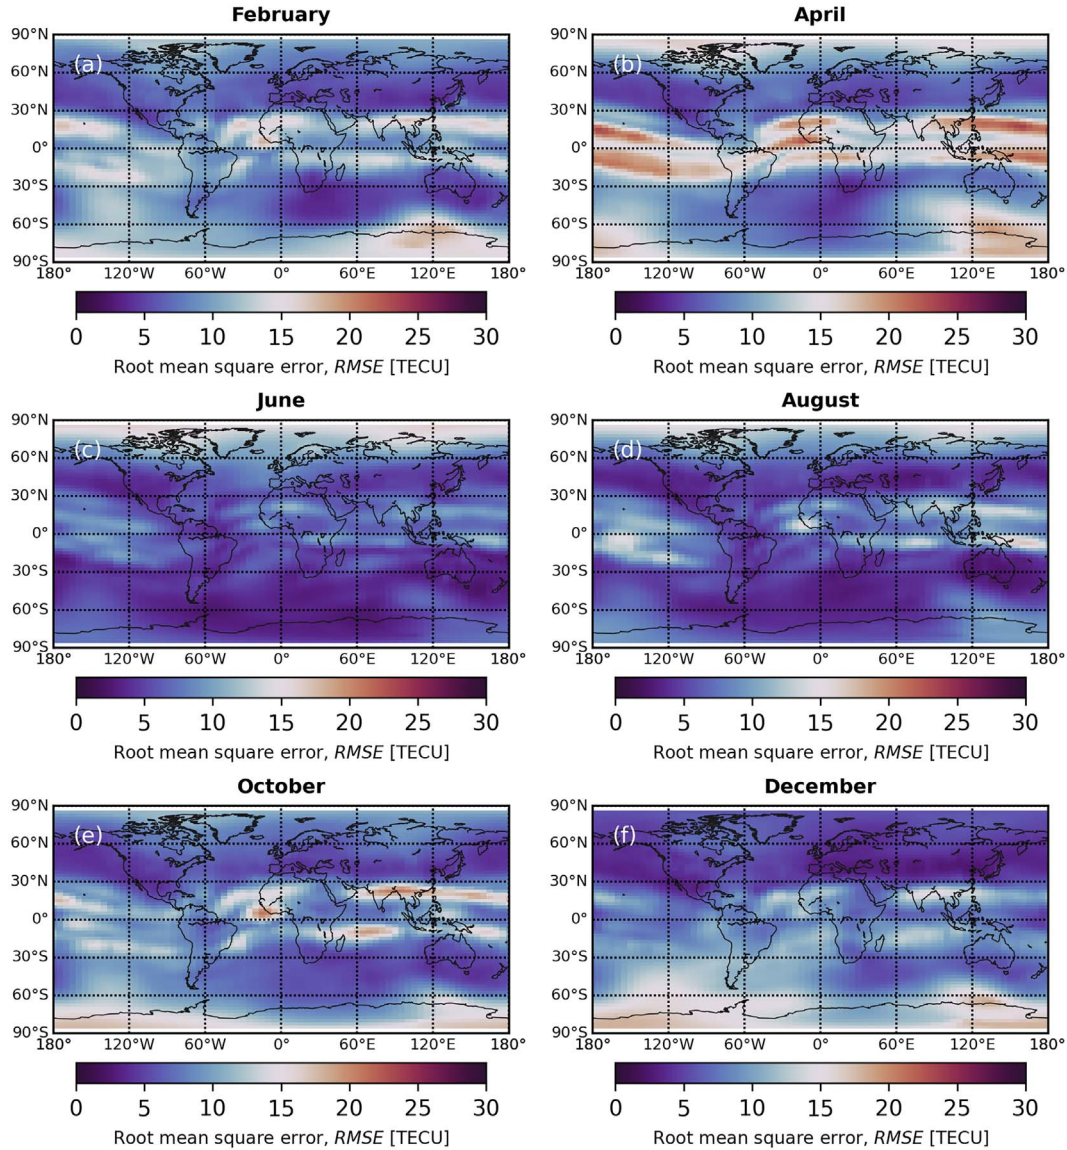 February
April
90°N
60°N
30°N
0°
30°S
60°S
90°S
(a)
180° 120°W 60°W 0° 60°E 120°E 180°
90°N
60°N
30°N
0°
30°S
60°S
90°S
(b)
180° 120°W 60°W 0° 60°E 120°E 180°
0 5 10 15 20 25 30
Root mean square error, RMSE [TECU]
0 5 10 15 20 25 30
Root mean square error, RMSE [TECU]
June
August
90°N
60°N
30°N
0°
30°S
60°S
90°S
(c)
180° 120°W 60°W 0° 60°E 120°E 180°
90°N
60°N
30°N
0°
30°S
60°S
90°S
(d)
180° 120°W 60°W 0° 60°E 120°E 180°
0 5 10 15 20 25 30
Root mean square error, RMSE [TECU]
0 5 10 15 20 25 30
Root mean square error, RMSE [TECU]
October
December
90°N
60°N
30°N
0°
30°S
60°S
90°S
(e)
180° 120°W 60°W 0° 60°E 120°E 180°
90°N
60°N
30°N
0°
30°S
60°S
90°S
(f)
180° 120°W 60°W 0° 60°E 120°E 180°
0 5 10 15 20 25 30
Root mean square error, RMSE [TECU]
0 5 10 15 20 25 30
Root mean square error, RMSE [TECU]